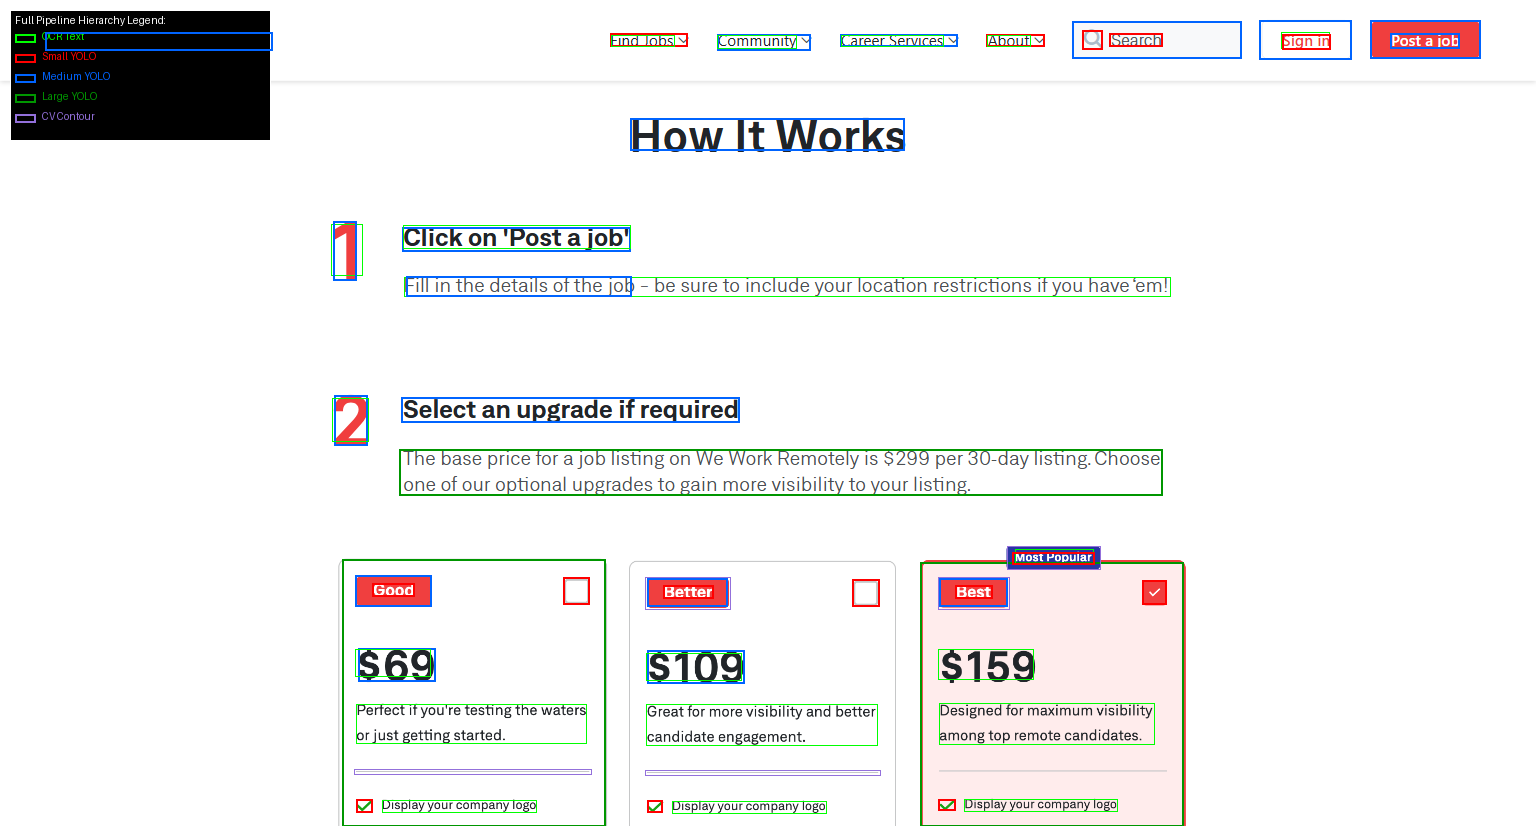 Full Pipeline Hierarchy Legend:
OCR Text
Small YOLO
Medium YOLO
Large YOLO
CV Contour
Find Jobs
Community
Career Services
About
Search
Sign in
Post a job
How It Works
1
Click on 'Post a job'
Fill in the details of the job – be sure to include your location restrictions if you have ‘em!
2
Select an upgrade if required
The base price for a job listing on We Work Remotely is $299 per 30-day listing. Choose
one of our optional upgrades to gain more visibility to your listing.
Good
$69
Perfect if you're testing the waters
or just getting started.
Display your company logo
Better
$109
Great for more visibility and better
candidate engagement.
Display your company logo
Most Popular
Best
$159
Designed for maximum visibility
among top remote candidates.
Display your company logo